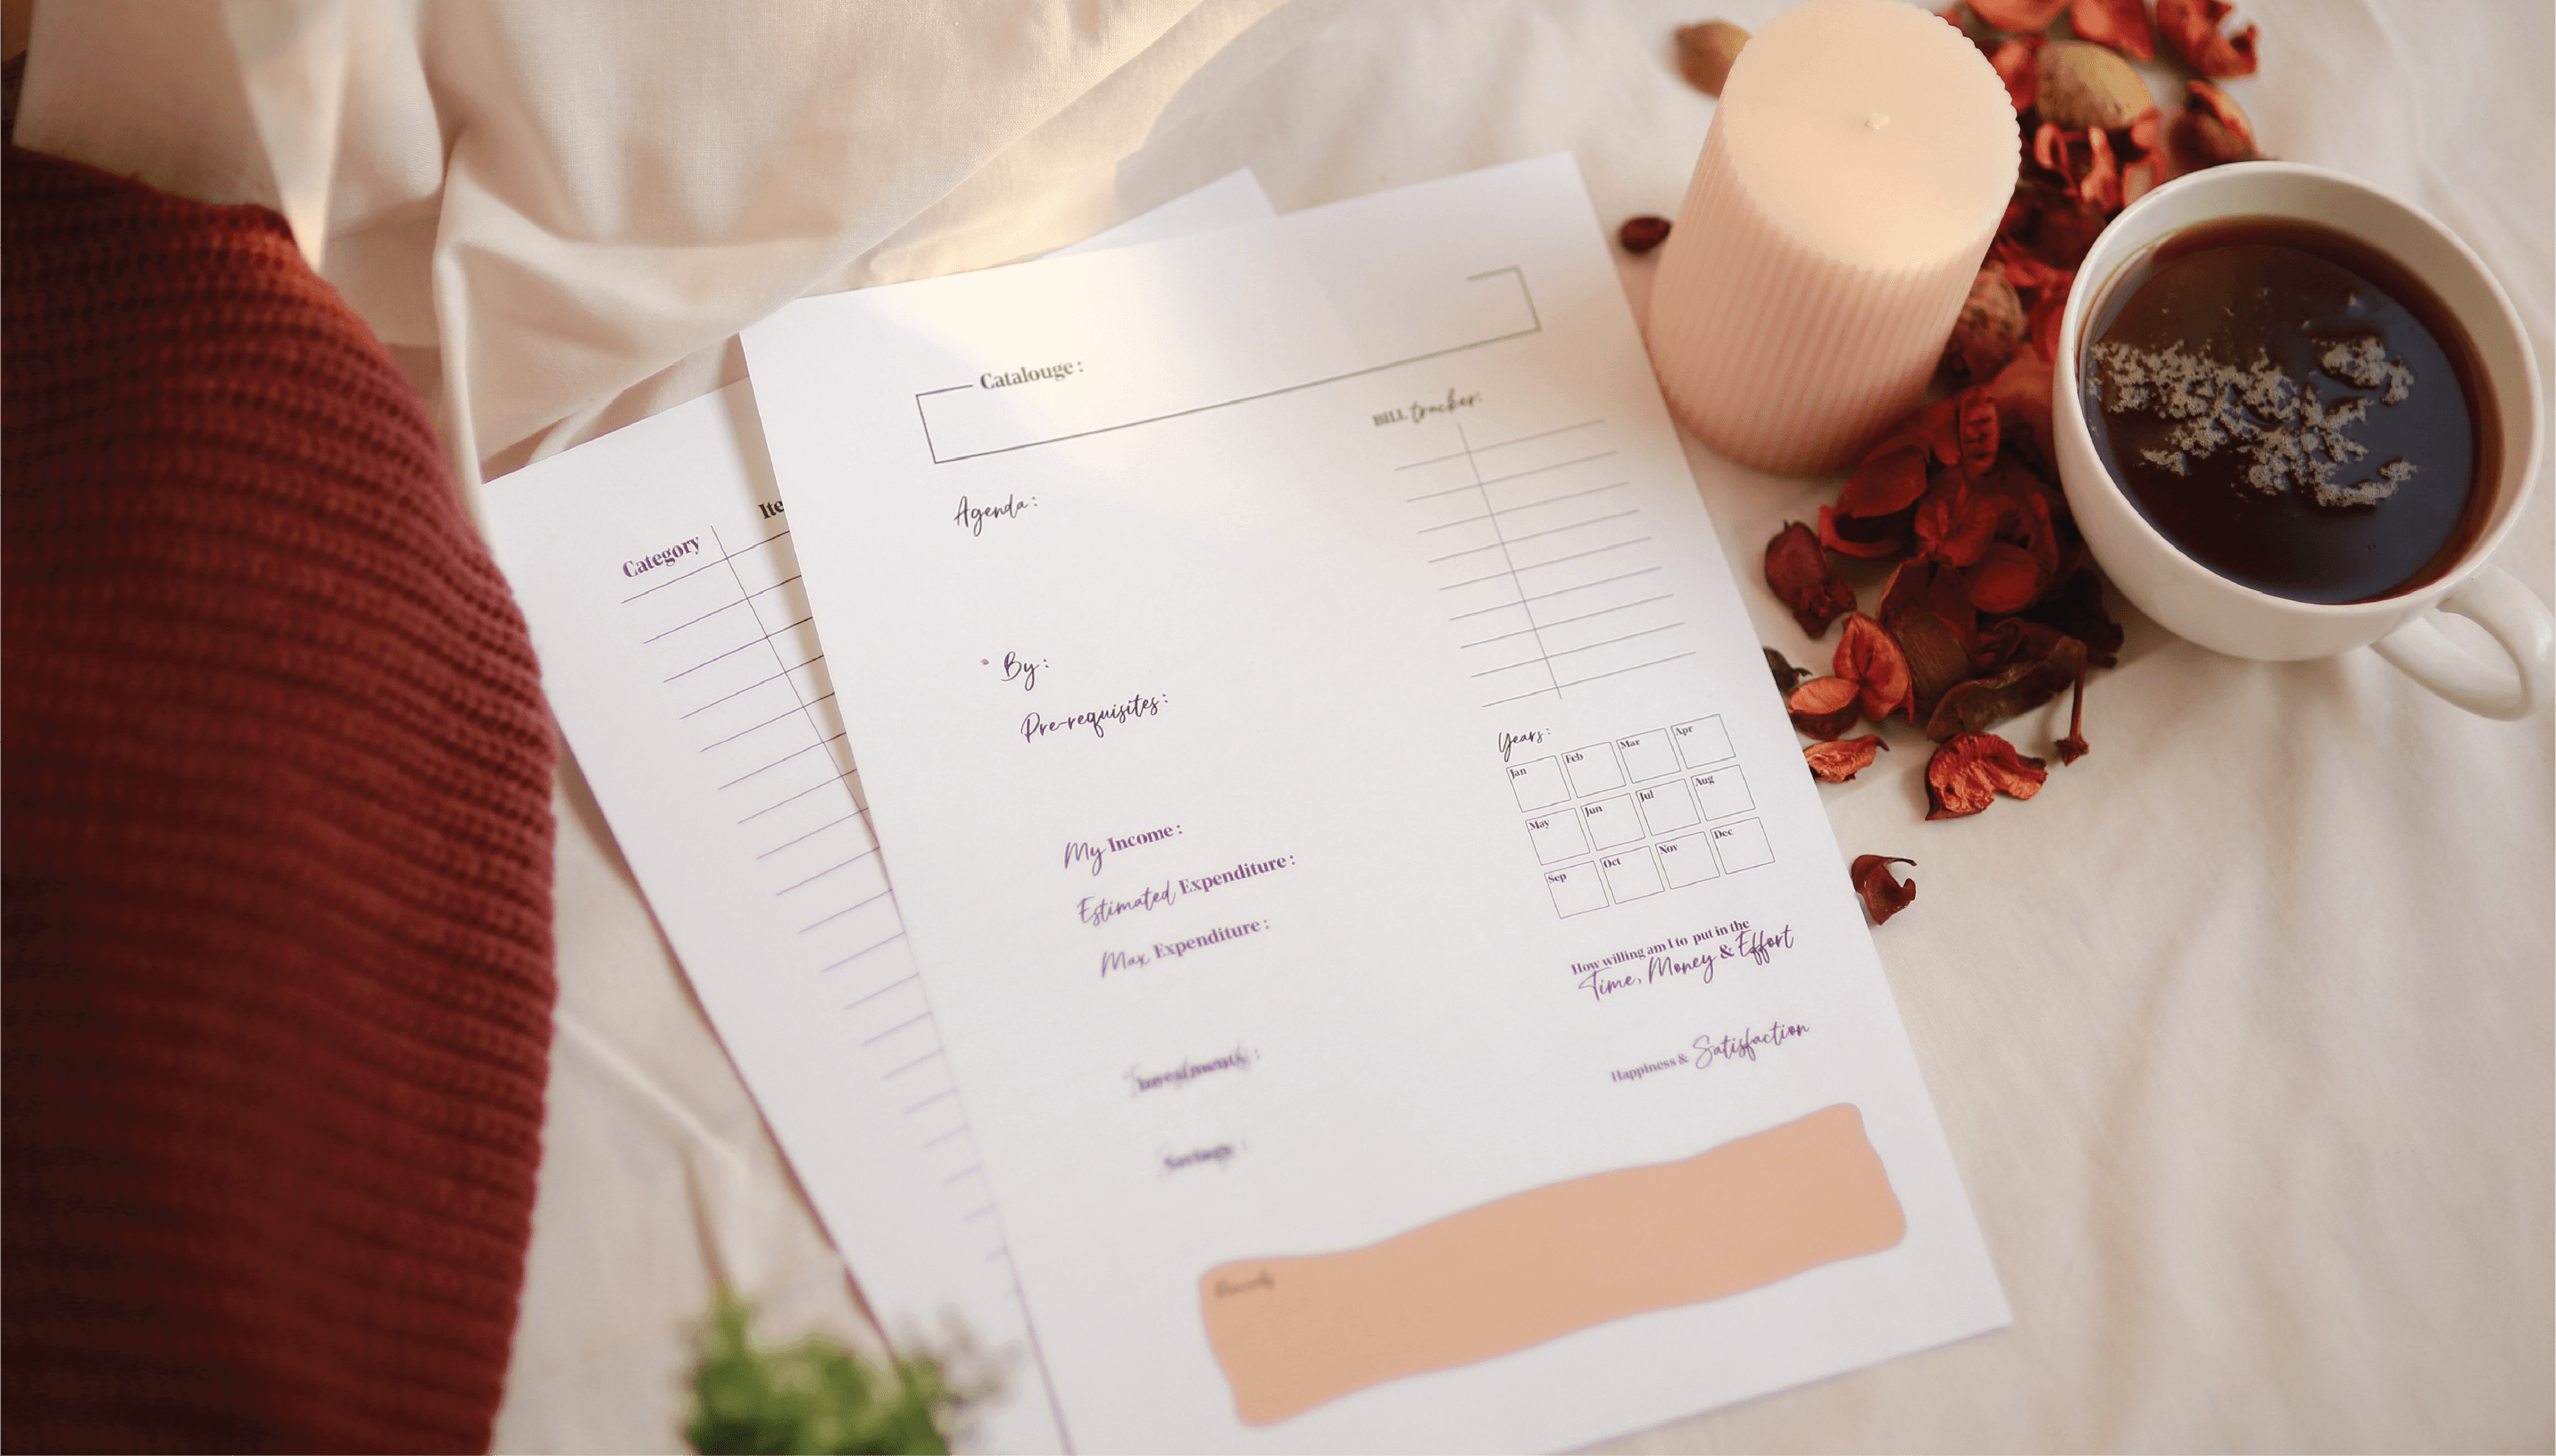 Catalouge :
BILL tracker:
Agenda :
By :
Pre-requisites :
My Income :
Estimated Expenditure :
Max Expenditure :
Investments :
Savings :
Years :
Jan Feb Mar Apr
May Jun Jul Aug
Sep Oct Nov Dec
How willing am I to put in the
Time, Money & Effort
Happiness & Satisfaction
Category